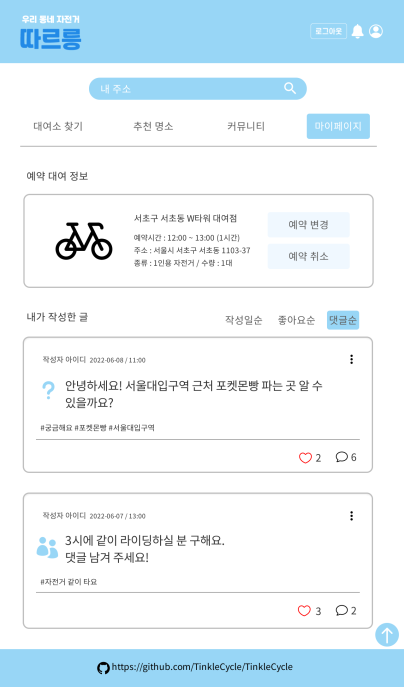 우리 동네 자전거
따르릉
로그아웃
내 주소
대여소 찾기
추천 명소
커뮤니티
마이페이지
예약 대여 정보
서초구 서초동 W타워 대여점
예약시간 : 12:00 ~ 13:00 (1시간)
주소 : 서울시 서초구 서초동 1103-37
종류 : 1인용 자전거 / 수량 : 1대
예약 변경
예약 취소
내가 작성한 글
작성일순
좋아요순
댓글순
작성자 아이디 2022-06-08 / 11:00
안녕하세요! 서울대입구역 근처 포켓몬빵 파는 곳 알 수
있을까요?
#궁금해요 #포켓몬빵 #서울대입구역
2
6
작성자 아이디 2022-06-07 / 13:00
3시에 같이 라이딩하실 분 구해요.
댓글 남겨 주세요!
#자전거 같이 타요
3
2
https://github.com/TinkleCycle/TinkleCycle